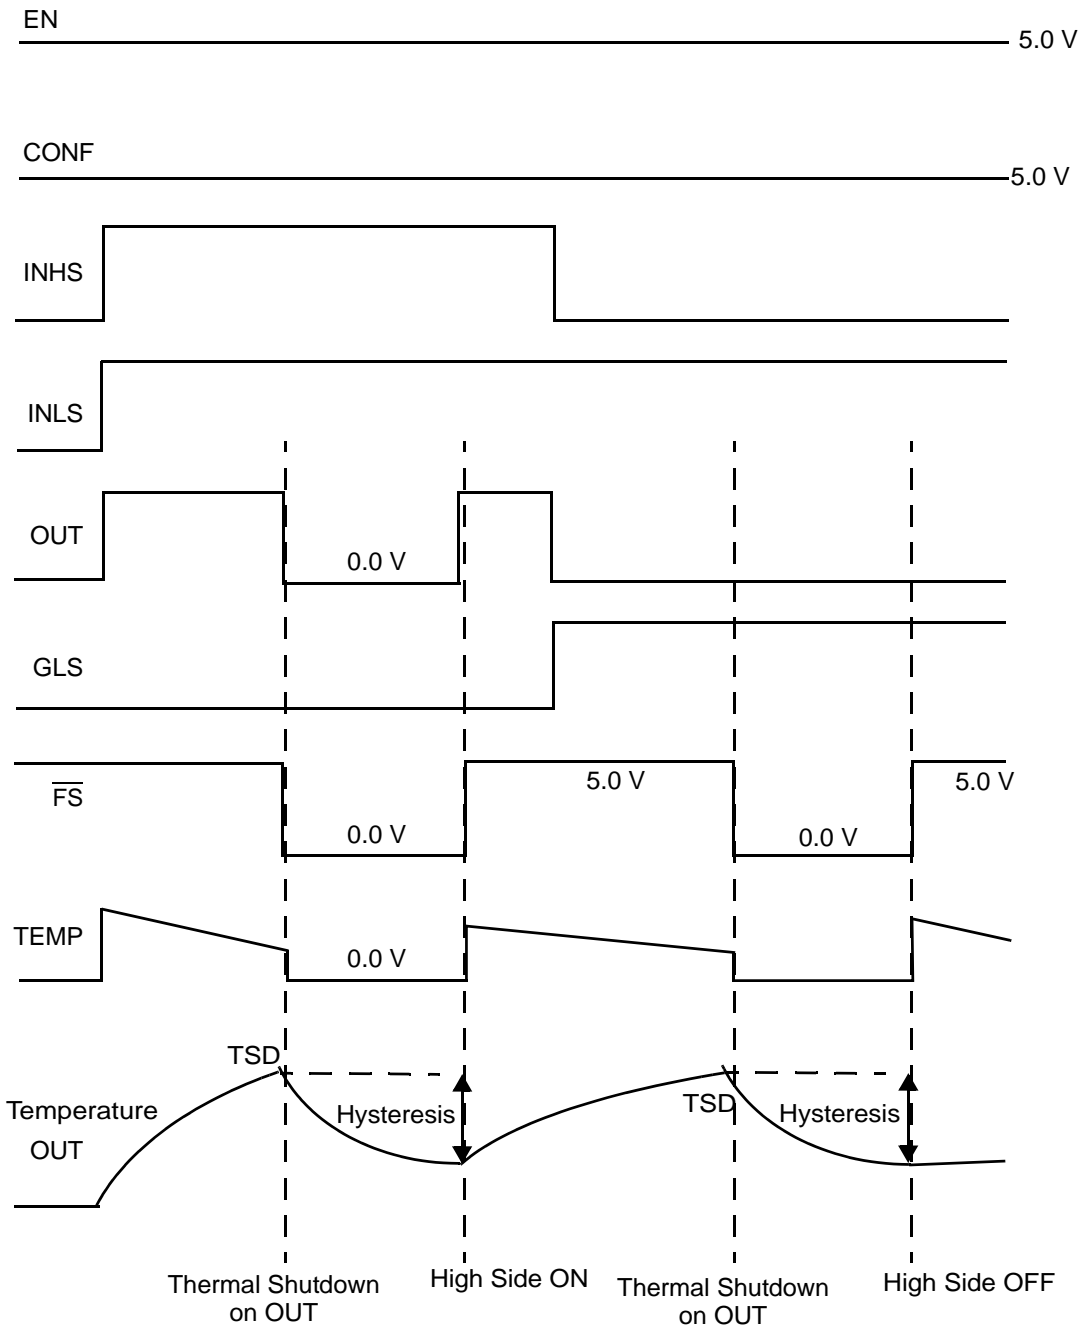 EN
5.0 V
CONF
5.0 V
INHS
INLS
OUT
0.0 V
GLS
FS
5.0 V
5.0 V
0.0 V
0.0 V
TEMP
0.0 V
TSD
TSD
Temperature
OUT
Hysteresis
Hysteresis
Thermal Shutdown
on OUT
High Side ON
Thermal Shutdown
on OUT
High Side OFF